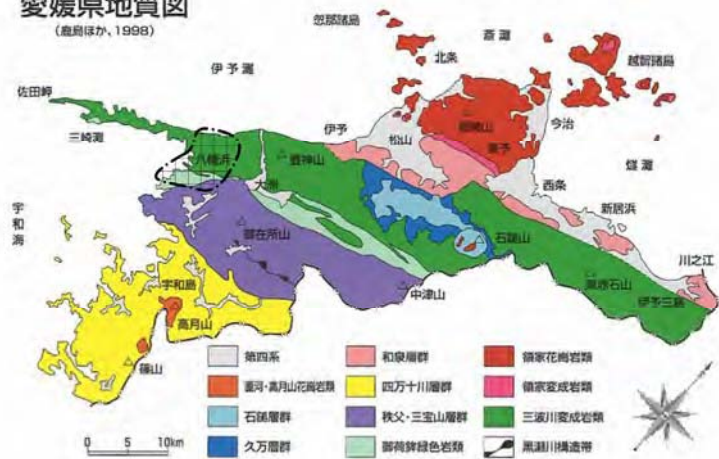 愛媛県地質図
(鹿島ほか、1998)
忽那諸島
斎灘
北条
越智諸島
伊予灘
佐田岬
三崎灘
伊予
松山
高縄山
今治
東予
燧灘
八幡浜
壺神山
大洲
西条
新居浜
宇和海
御在所山
石鎚山
川之江
宇和島
中津山
東赤石山
伊予三島
高月山
篠山
第四系
和泉層群
領家花崗岩類
面河・高月山花崗岩類
四万十川層群
領家変成岩類
石鎚層群
秩父・三宝山層群
三波川変成岩類
久万層群
御荷鉾緑色岩類
黒瀬川構造帯
0 5 10km